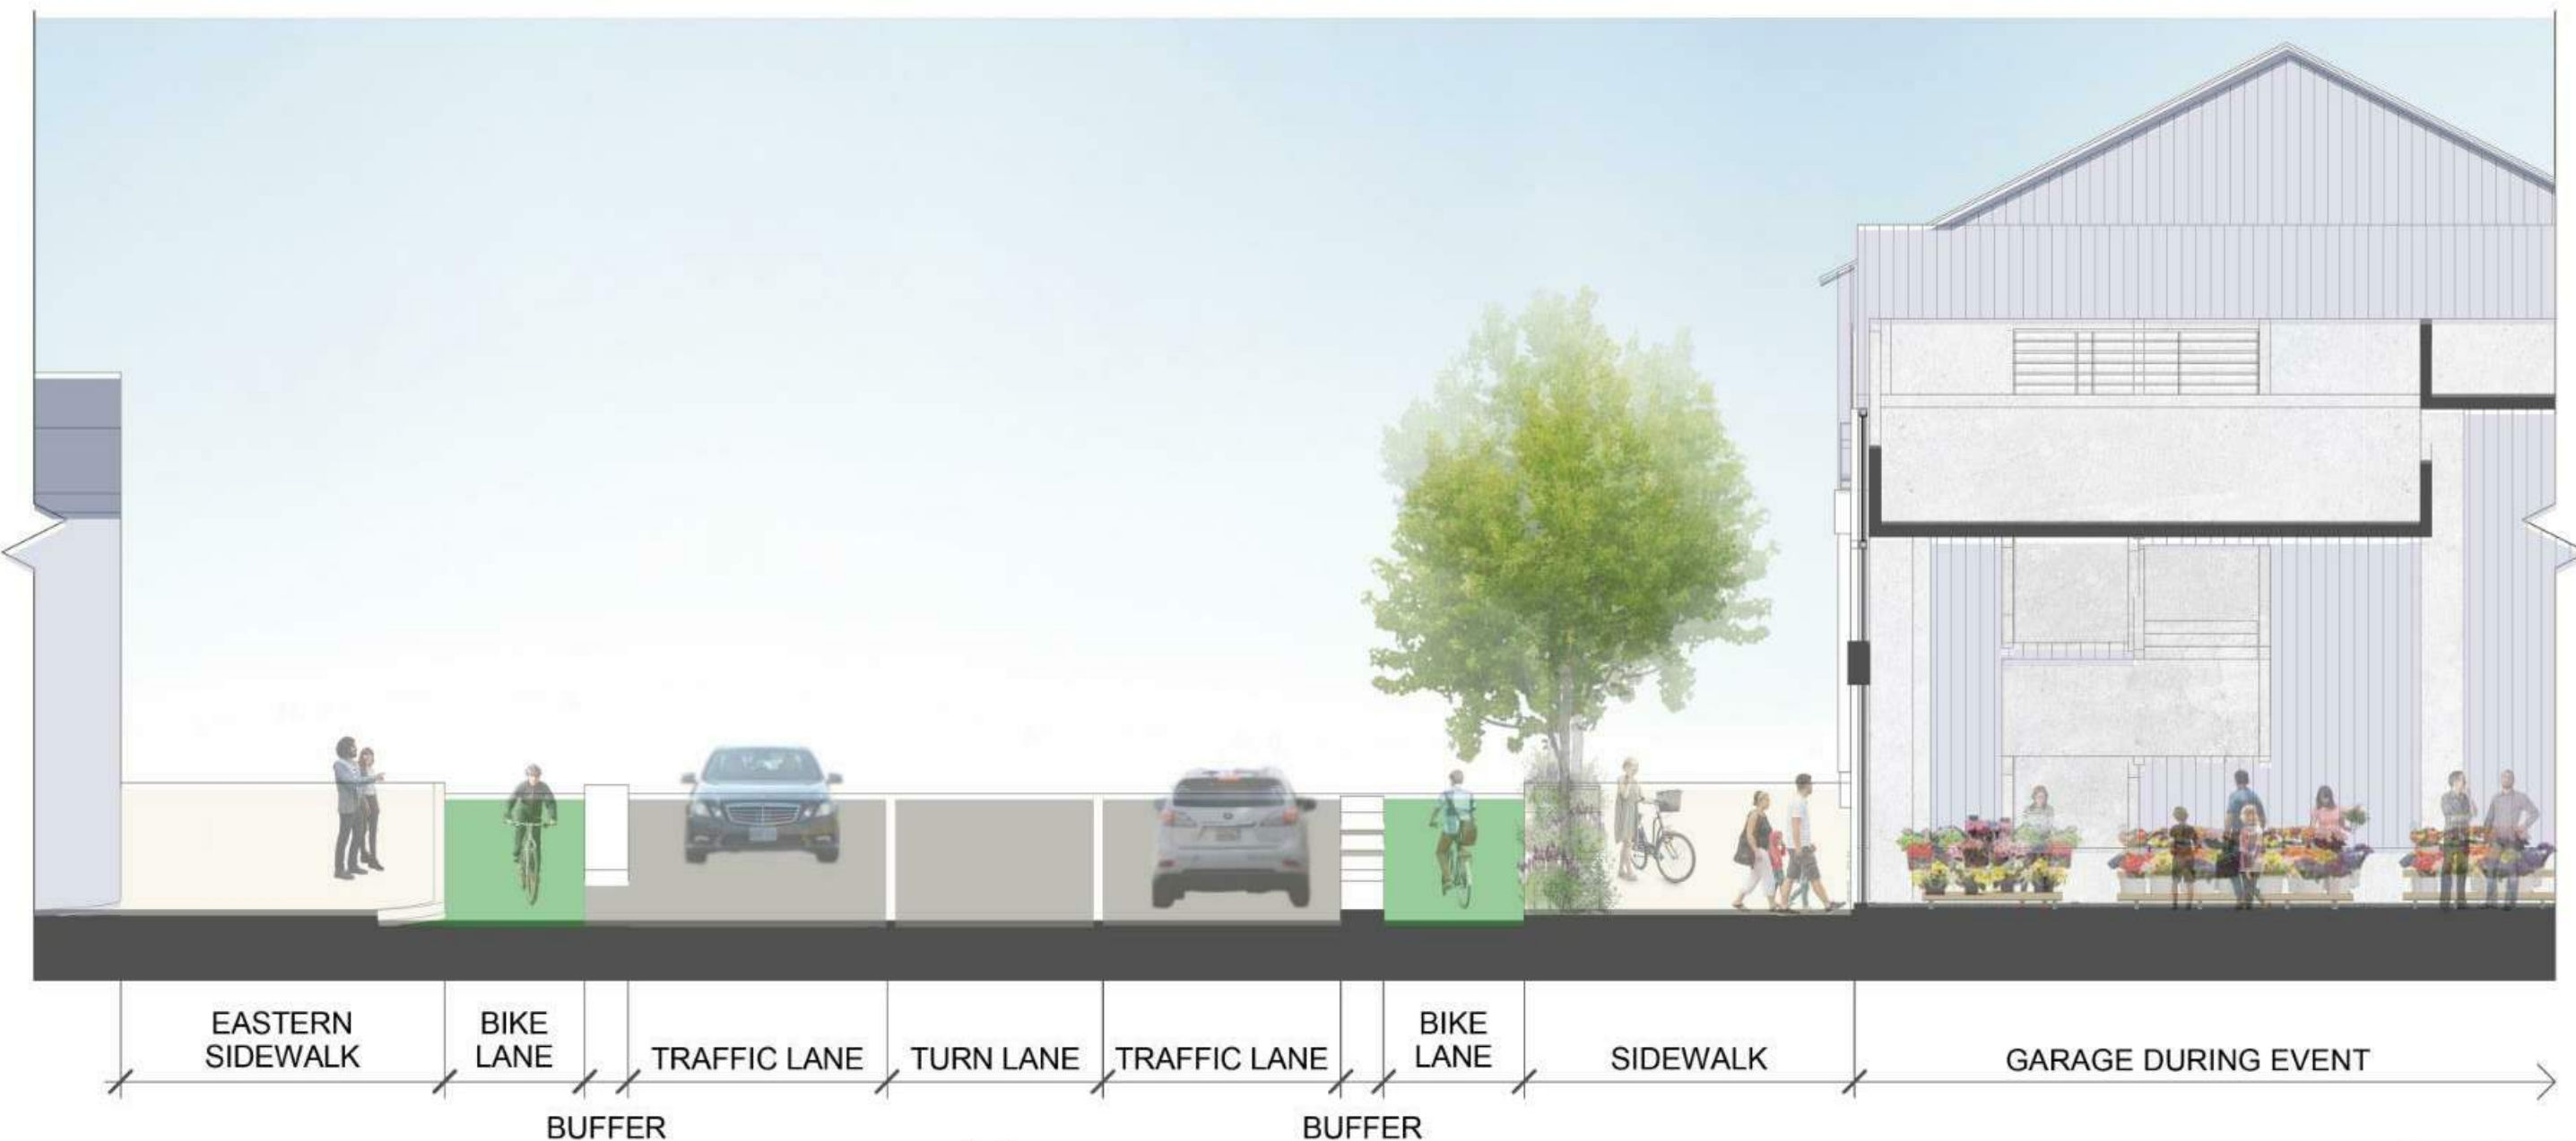 EASTERN
SIDEWALK
BIKE
LANE
BUFFER
TRAFFIC LANE
TURN LANE
TRAFFIC LANE
BUFFER
BIKE
LANE
SIDEWALK
GARAGE DURING EVENT